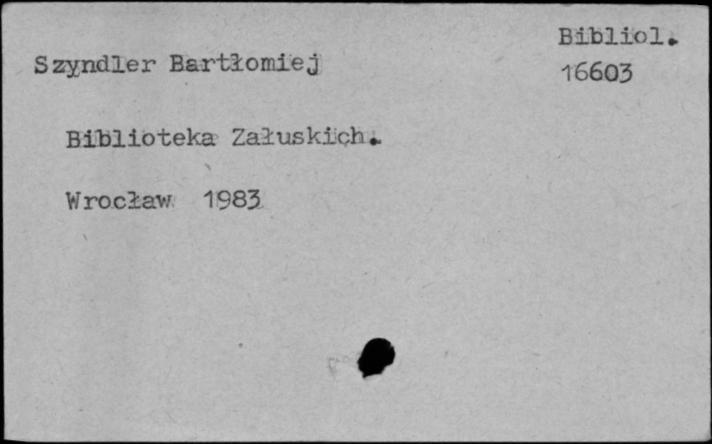 Bibliol.
Szyndler Bartłomiej
16603
Biblioteka Załuskich.
Wrocław 1983